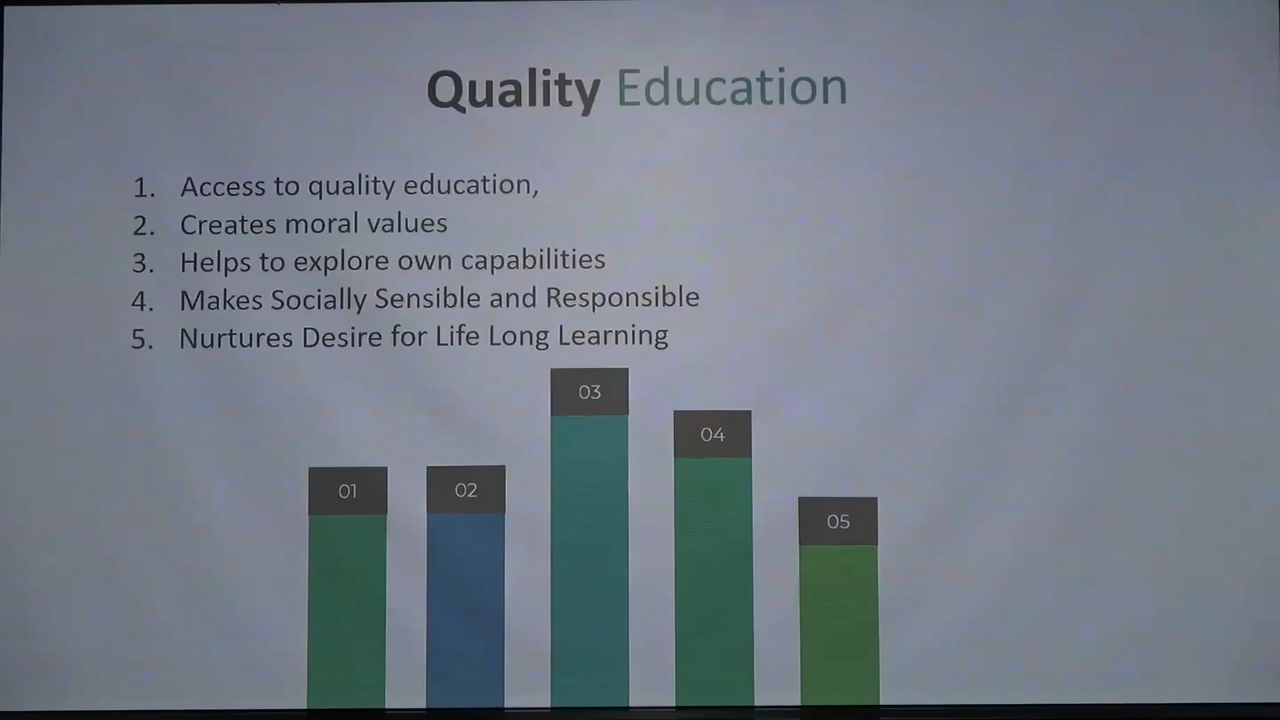 Quality Education
1. Access to quality education,
2. Creates moral values
3. Helps to explore own capabilities
4. Makes Socially Sensible and Responsible
5. Nurtures Desire for Life Long Learning
03
04
01
02
05